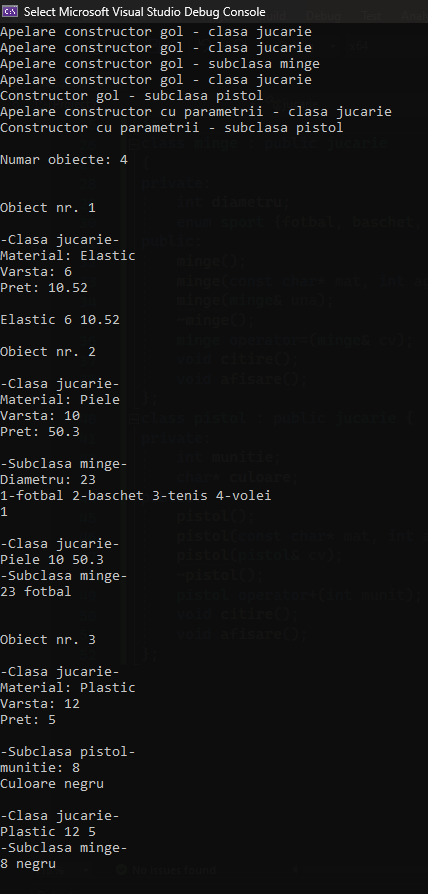 Select Microsoft Visual Studio Debug Console
Apelare constructor gol - clasa jucarie
Apelare constructor gol - clasa jucarie
Apelare constructor gol - subclasa minge
Apelare constructor gol - clasa jucarie
Constructor gol - subclasa pistol
Apelare constructor cu parametrii - clasa jucarie
Constructor cu parametrii - subclasa pistol
Numar obiecte: 4
Obiect nr. 1
-Clasa jucarie-
Material: Elastic
Varsta: 6
Pret: 10.52
Elastic 6 10.52
Obiect nr. 2
-Clasa jucarie-
Material: Piele
Varsta: 10
Pret: 50.3
-Subclasa minge-
Diametru: 23
1-fotbal 2-baschet 3-tenis 4-volei
1
-Clasa jucarie-
Piele 10 50.3
-Subclasa minge-
23 fotbal
Obiect nr. 3
-Clasa jucarie-
Material: Plastic
Varsta: 12
Pret: 5
-Subclasa pistol-
munitie: 8
Culoare negru
-Clasa jucarie-
Plastic 12 5
-Subclasa minge-
8 negru